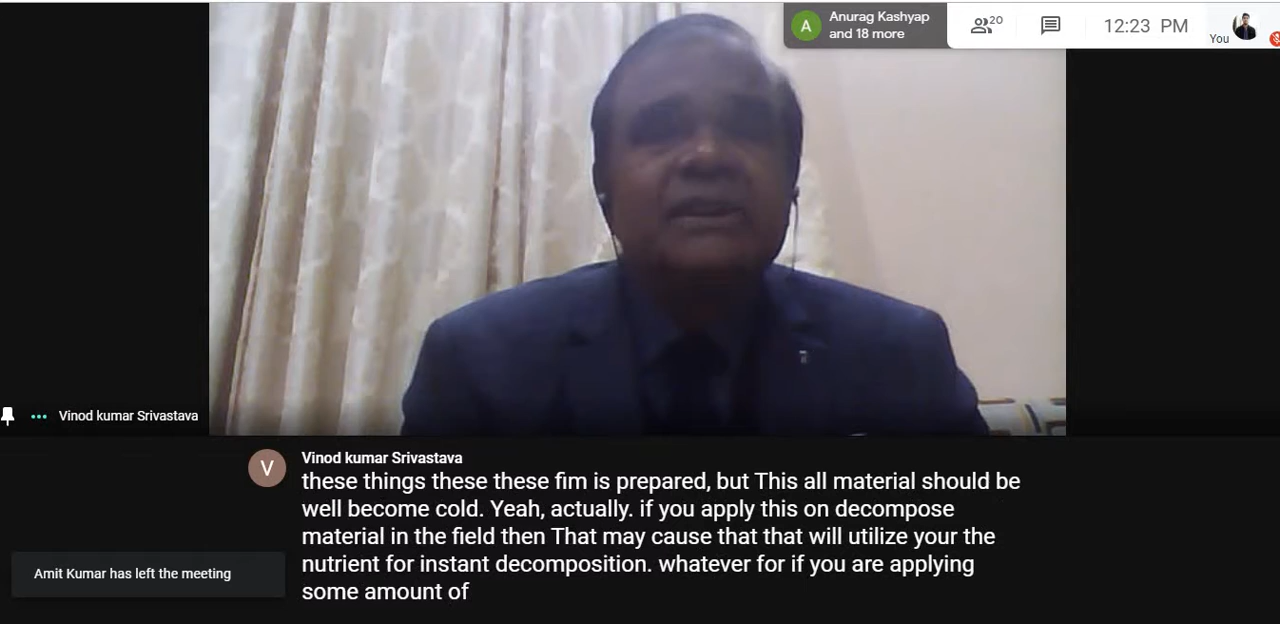 A
Anurag Kashyap
and 18 more
20
12:23 PM
You
Vinod kumar Srivastava
V
Vinod kumar Srivastava
these things these these fim is prepared, but This all material should be
well become cold. Yeah, actually. if you apply this on decompose
material in the field then That may cause that that will utilize your the
nutrient for instant decomposition. whatever for if you are applying
some amount of
Amit Kumar has left the meeting